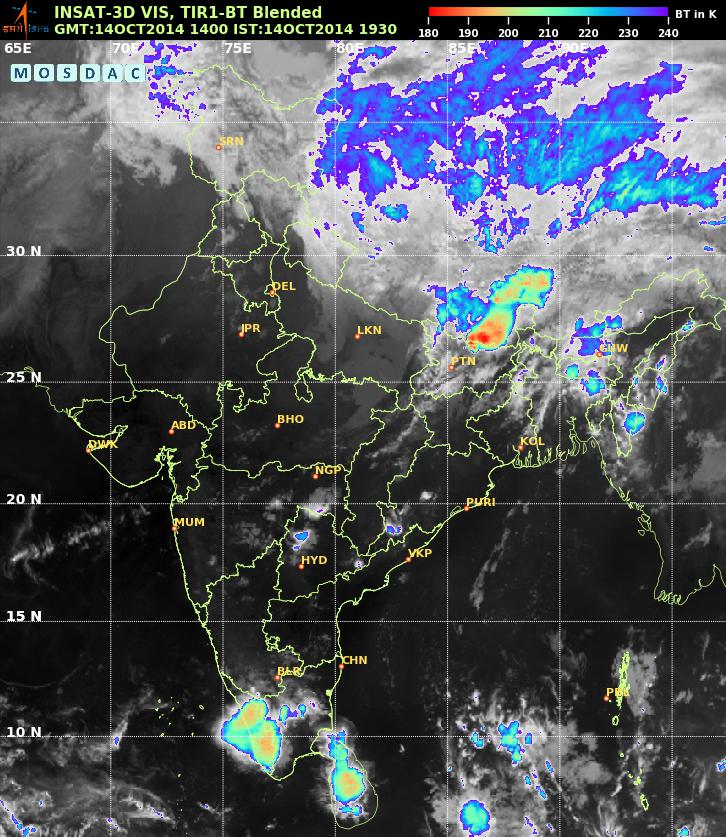 INSAT-3D VIS, TIR1-BT Blended
GMT:14OCT2014 1400 IST:14OCT2014 1930
BT in K
180 190 200 210 220 230 240
65E 70E 75E 80E 85E 90E
M O S D A C
SRN
30 N
DEL
JPR
LKN
GUW
PTN
25 N
ABD
BHO
DWK
KOL
NGP
20 N
PURI
MUM
VKP
HYD
15 N
CHN
BLR
PBL
10 N